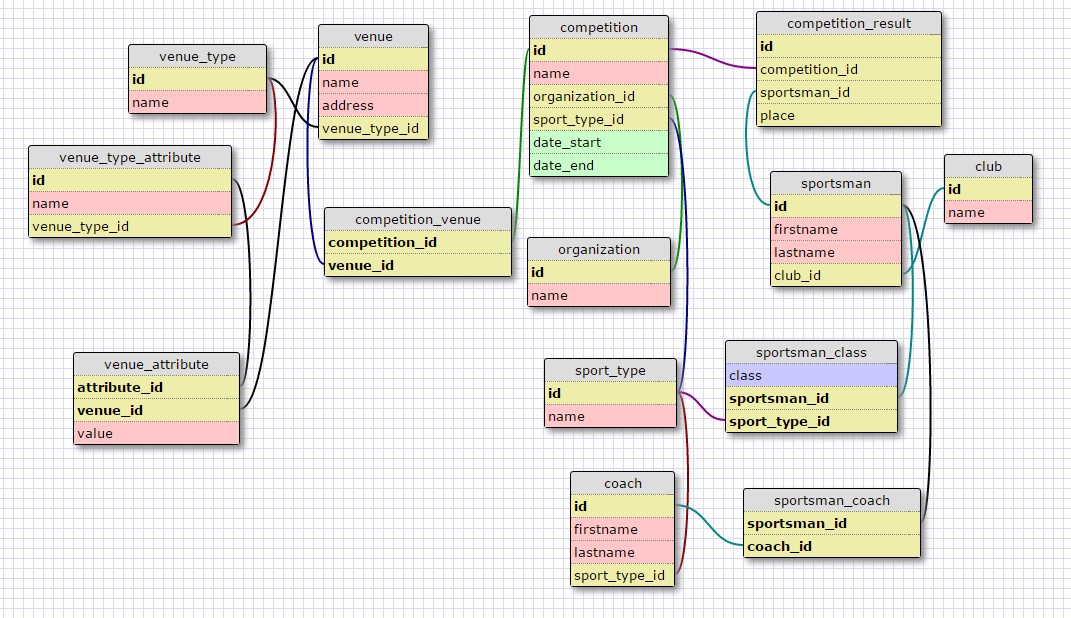 venue_type
id
name
venue
id
name
address
venue_type_id
competition
id
name
organization_id
sport_type_id
date_start
date_end
competition_result
id
competition_id
sportsman_id
place
venue_type_attribute
id
name
venue_type_id
competition_venue
competition_id
venue_id
organization
id
name
sportsman
id
firstname
lastname
club_id
club
id
name
venue_attribute
attribute_id
venue_id
value
sport_type
id
name
sportsman_class
class
sportsman_id
sport_type_id
coach
id
firstname
lastname
sport_type_id
sportsman_coach
sportsman_id
coach_id